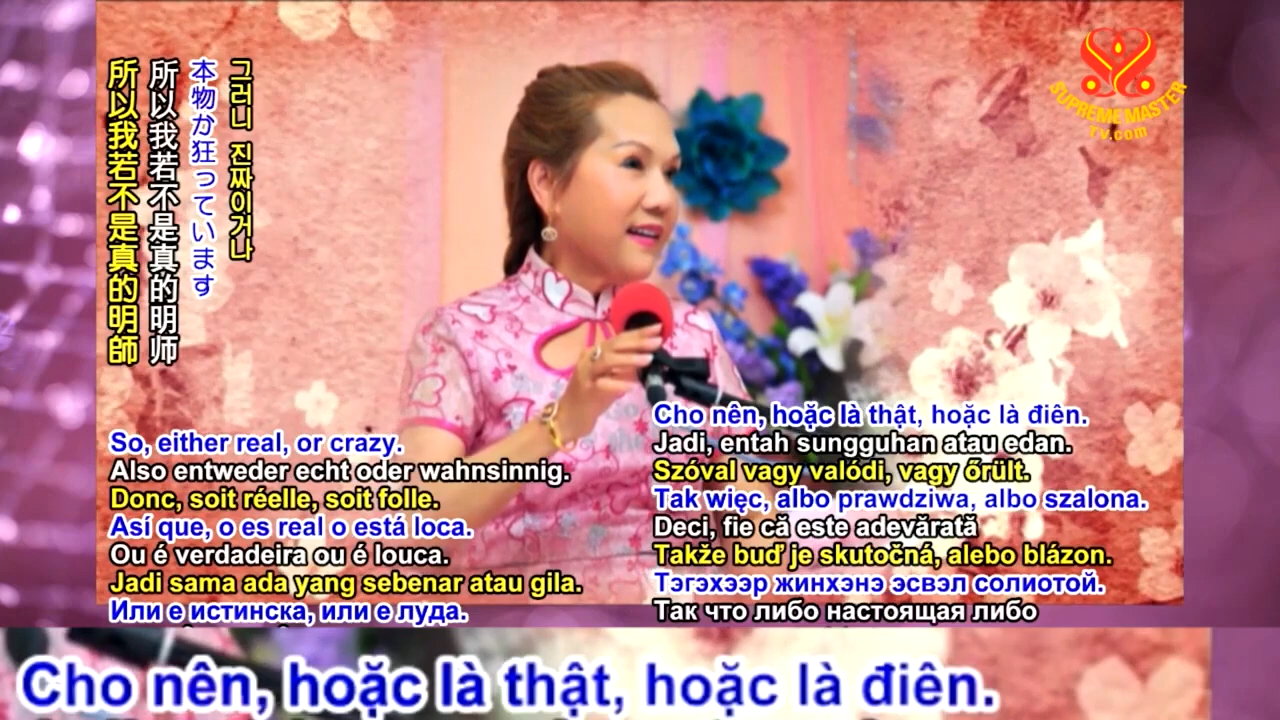 所以我若不是真的明師
所以我若不是真的明师
本物か狂っています
그러니 진짜이거나
SUPREME MASTER
TV.com
So, either real, or crazy.
Also entweder echt oder wahnsinnig.
Donc, soit réelle, soit folle.
Así que, o es real o está loca.
Ou é verdadeira ou é louca.
Jadi sama ada yang sebenar atau gila.
Или е истинска, или е луда.
Cho nên, hoặc là thật, hoặc là điên.
Jadi, entah sungguhan atau edan.
Szóval vagy valódi, vagy őrült.
Tak więc, albo prawdziwa, albo szalona.
Deci, fie că este adevărată
Takže buď je skutočná, alebo blázon.
Тэгэхээр жинхэнэ эсвэл солиотой.
Так что либо настоящая либо
Cho nên, hoặc là thật, hoặc là điên.